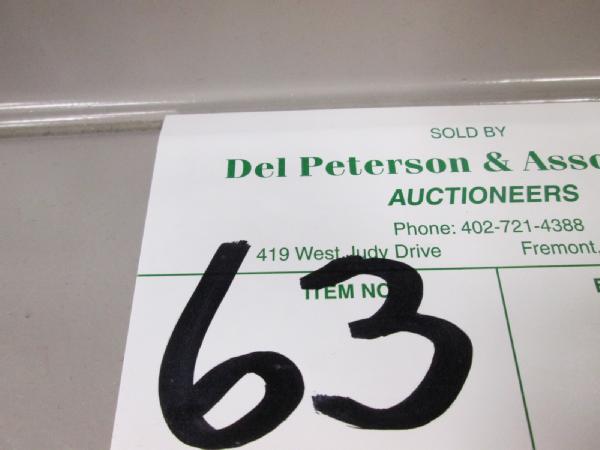 SOLD BY
Del Peterson & Asso
AUCTIONEERS
Phone: 402-721-4388
419 West Judy Drive Fremont,
ITEM NO
63